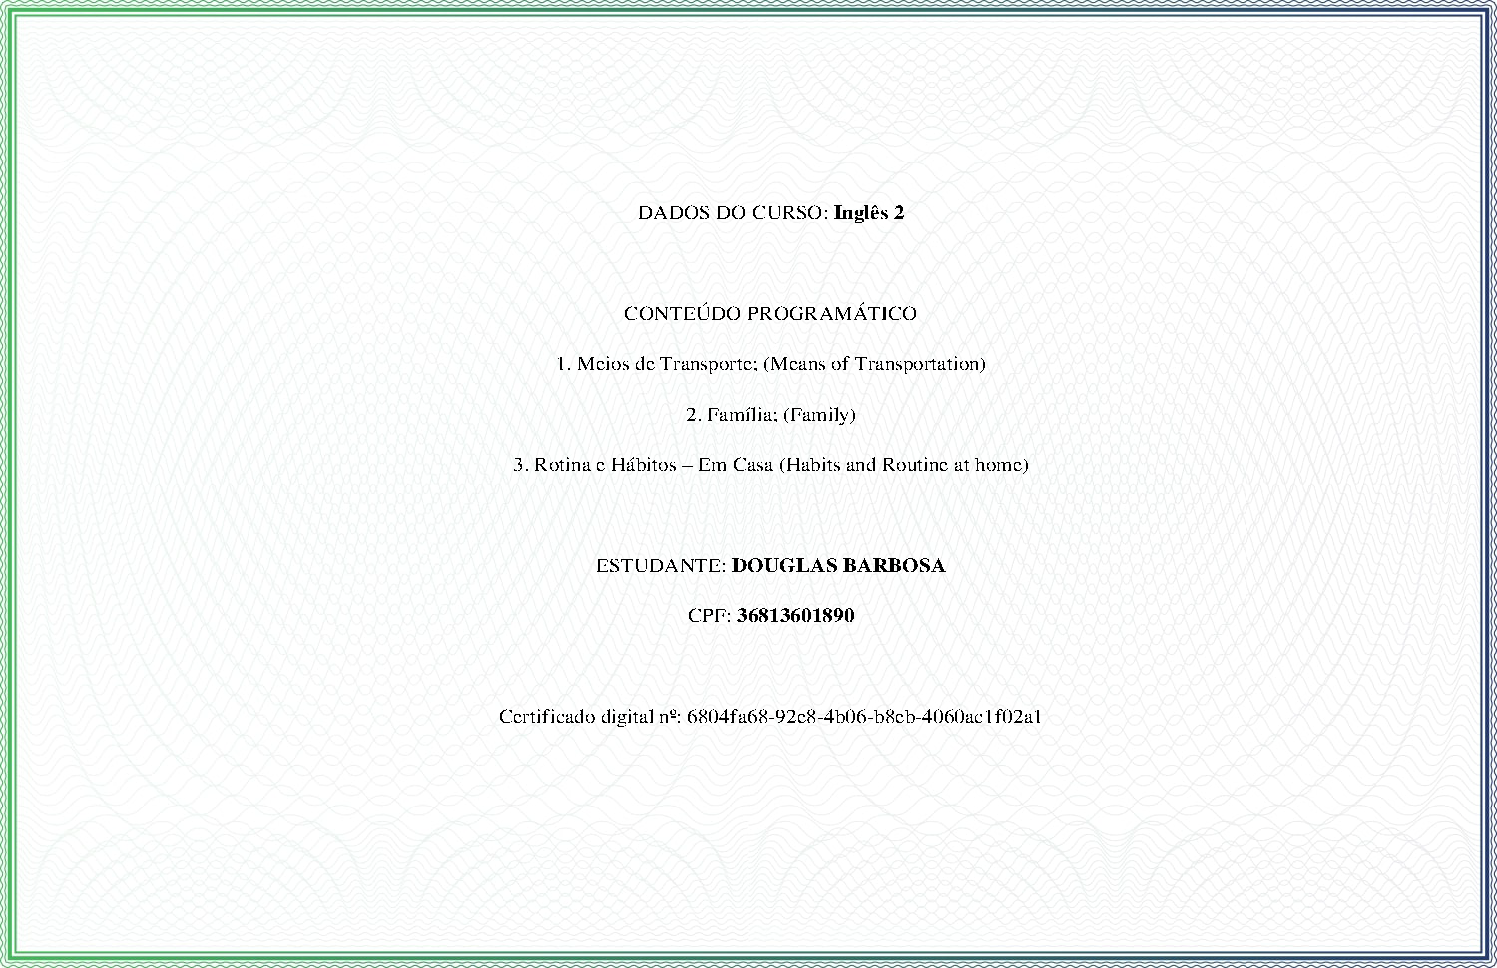 DADOS DO CURSO: Inglês 2
CONTEÚDO PROGRAMÁTICO
1. Meios de Transporte; (Means of Transportation)
2. Família; (Family)
3. Rotina e Hábitos – Em Casa (Habits and Routine at home)
ESTUDANTE: DOUGLAS BARBOSA
CPF: 36813601890
Certificado digital nº: 6804fa68-92e8-4b06-b8eb-4060ac1f02a1